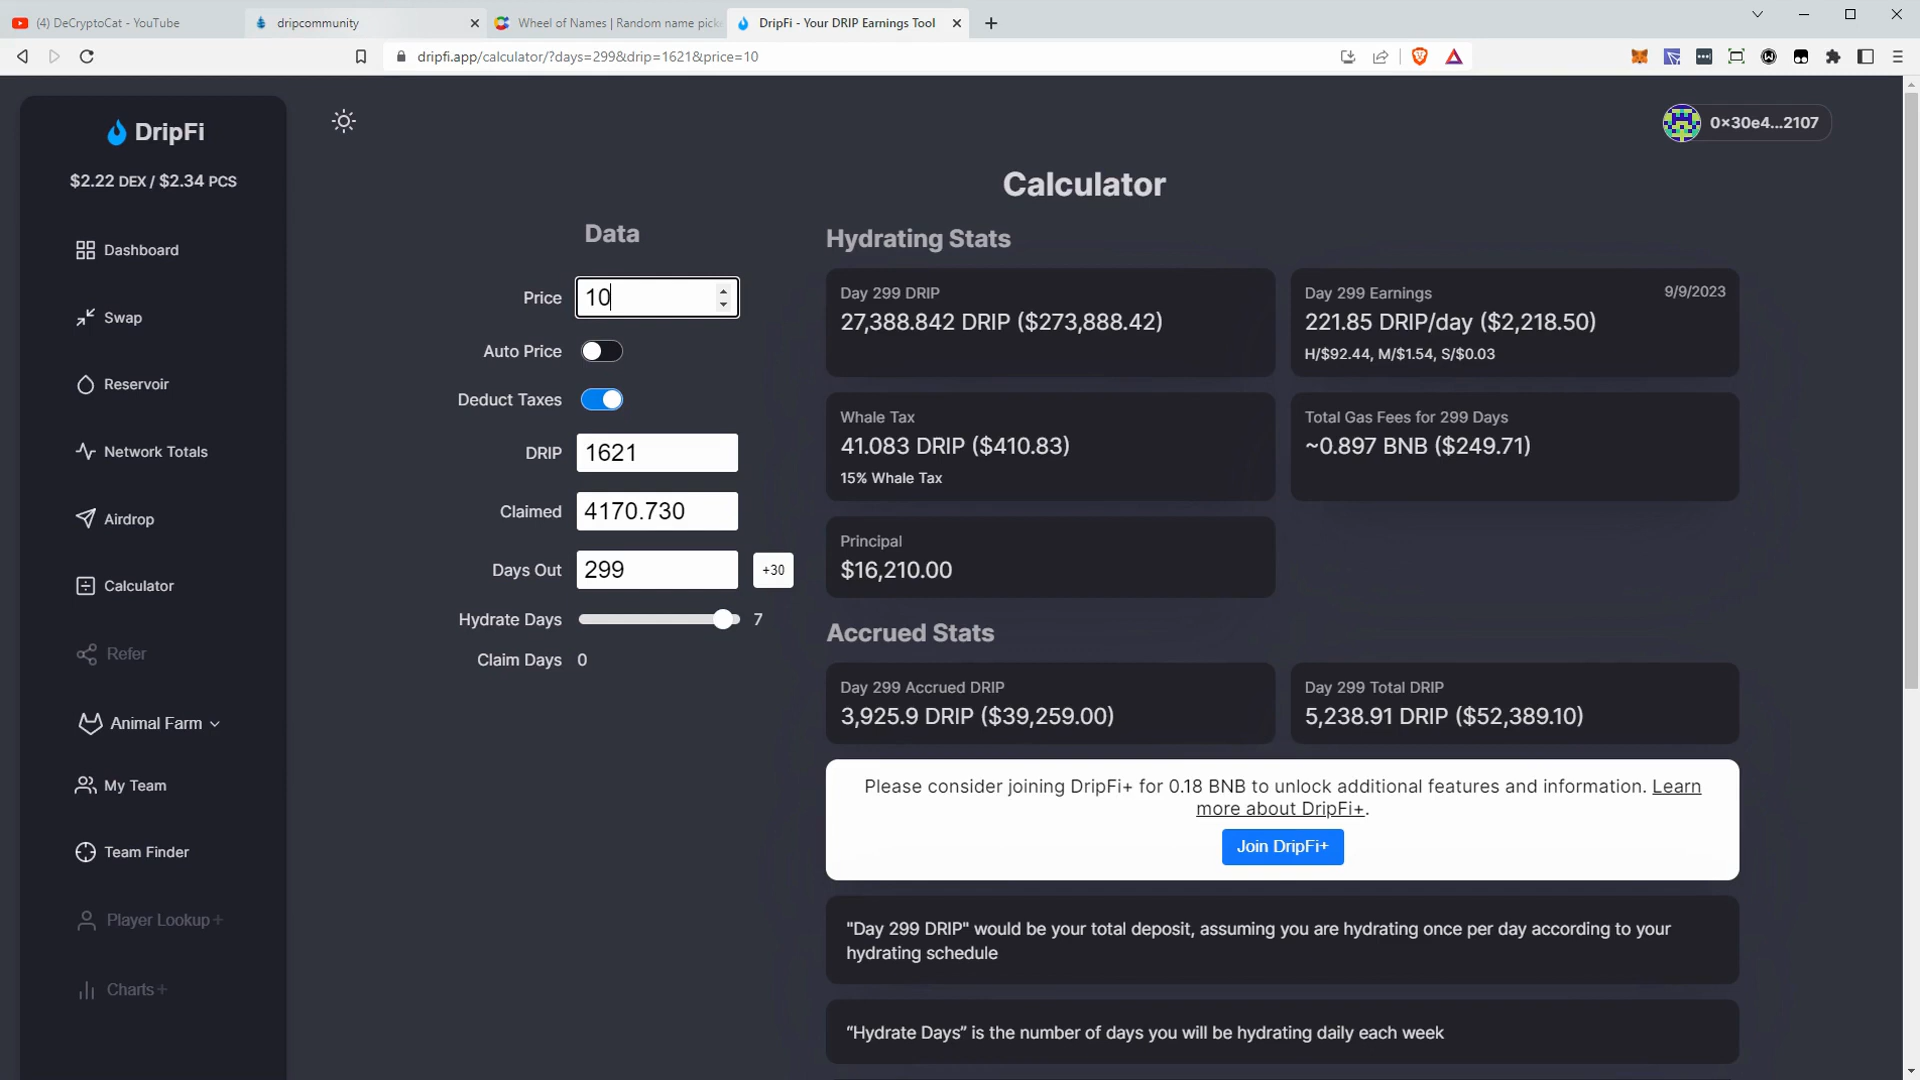 (4) DeCryptoCat - YouTube
dripcommunity
Wheel of Names | Random name pick
DripFi - Your DRIP Earnings Tool
dripfi.app/calculator/?days=299&drip=1621&price=10
DripFi
$2.22 DEX / $2.34 PCS
Dashboard
Swap
Reservoir
Network Totals
Airdrop
Calculator
Refer
Animal Farm
My Team
Team Finder
Player Lookup+
Charts+
0×30e4...2107
Calculator
Data
Price 10
Auto Price
Deduct Taxes
DRIP 1621
Claimed 4170.730
Days Out 299 +30
Hydrate Days 7
Claim Days 0
Hydrating Stats
Day 299 DRIP
27,388.842 DRIP ($273,888.42)
Day 299 Earnings 9/9/2023
221.85 DRIP/day ($2,218.50)
H/$92.44, M/$1.54, S/$0.03
Whale Tax
41.083 DRIP ($410.83)
15% Whale Tax
Total Gas Fees for 299 Days
~0.897 BNB ($249.71)
Principal
$16,210.00
Accrued Stats
Day 299 Accrued DRIP
3,925.9 DRIP ($39,259.00)
Day 299 Total DRIP
5,238.91 DRIP ($52,389.10)
Please consider joining DripFi+ for 0.18 BNB to unlock additional features and information. Learn
more about DripFi+.
Join DripFi+
"Day 299 DRIP" would be your total deposit, assuming you are hydrating once per day according to your
hydrating schedule
“Hydrate Days” is the number of days you will be hydrating daily each week